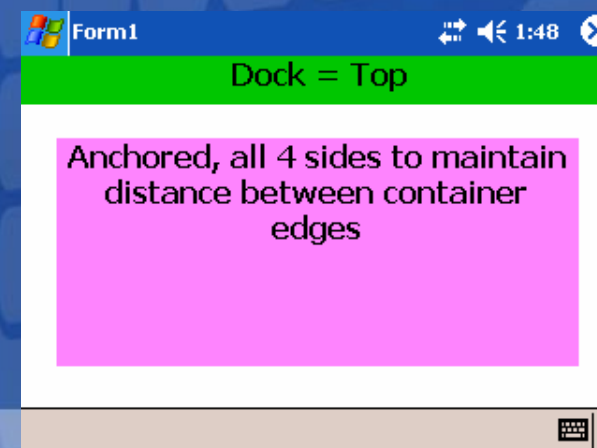 Form1 1:48
Dock = Top
Anchored, all 4 sides to maintain
distance between container
edges